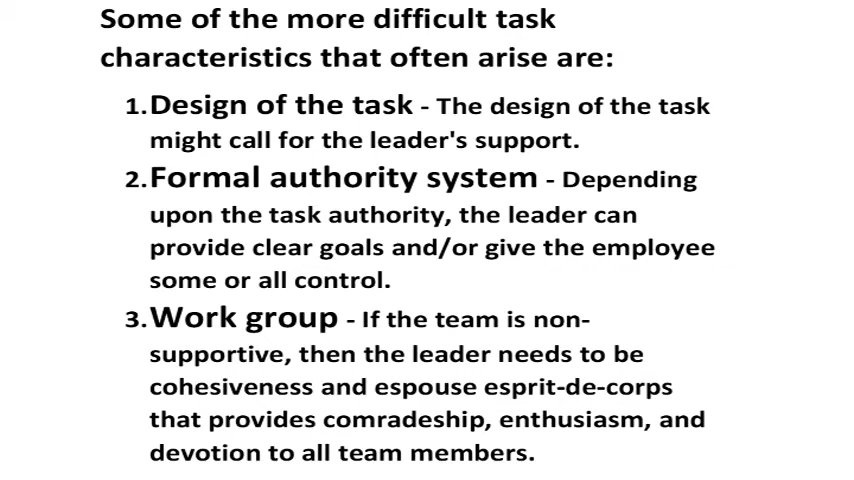 Some of the more difficult task
characteristics that often arise are:
1.Design of the task - The design of the task
might call for the leader's support.
2.Formal authority system - Depending
upon the task authority, the leader can
provide clear goals and/or give the employee
some or all control.
3.Work group - If the team is non-
supportive, then the leader needs to be
cohesiveness and espouse esprit-de-corps
that provides comradeship, enthusiasm, and
devotion to all team members.